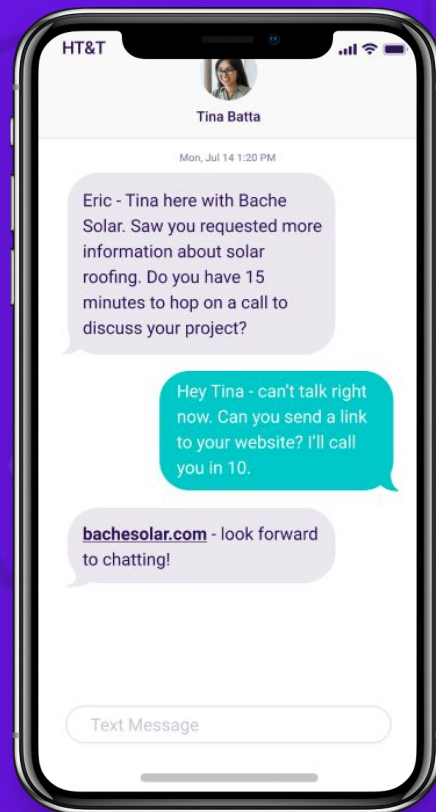 HT&T
Tina Batta
Mon, Jul 14 1:20 PM
Eric - Tina here with Bache
Solar. Saw you requested more
information about solar
roofing. Do you have 15
minutes to hop on a call to
discuss your project?
Hey Tina - can’t talk right
now. Can you send a link
to your website? I’ll call
you in 10.
bachesolar.com - look forward
to chatting!
Text Message